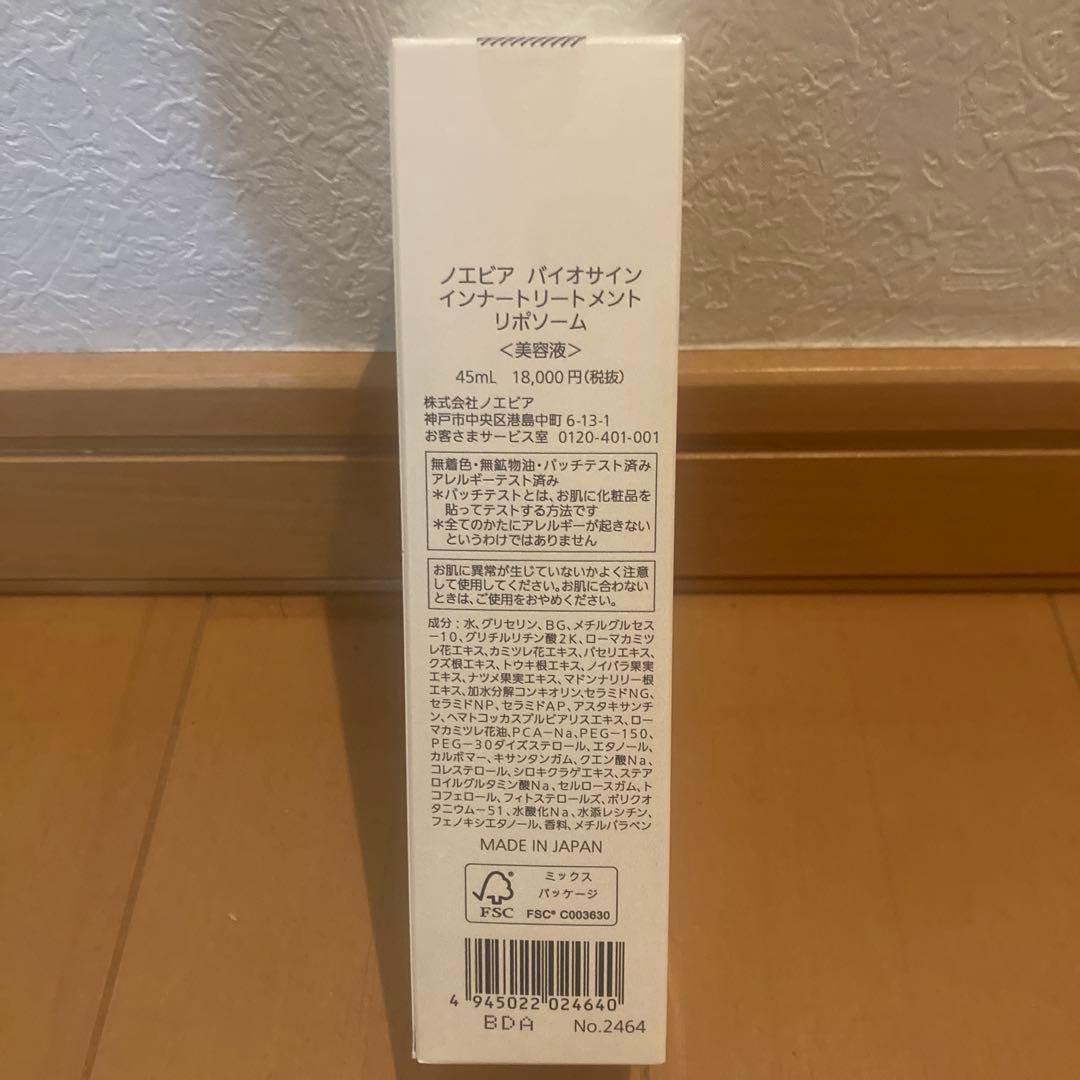 ノエビア バイオサイン
インナートリートメント
リポソーム
＜美容液＞
45mL 18,000円(税抜)
株式会社ノエビア
神戸市中央区港島中町6-13-1
お客さまサービス室 0120-401-001
無着色・無鉱物油・パッチテスト済み
アレルギーテスト済み
＊パッチテストとは、お肌に化粧品を
貼ってテストする方法です
＊全てのかたにアレルギーが起きない
というわけではありません
お肌に異常が生じていないかよく注意
して使用してください。お肌に合わない
ときは、ご使用をおやめください。
成分：水、グリセリン、BG、メチルグルセス
－10、グリチルリチン酸2K、ローマカミツ
レ花エキス、カミツレ花エキス、パセリエキス、
クズ根エキス、トウキ根エキス、ノイバラ果実
エキス、ナツメ果実エキス、マドンナリリー根
エキス、加水分解コンキオリン、セラミドNG、
セラミドNP、セラミドAP、アスタキサンチ
ン、ヘマトコッカスプルビアリスエキス、ロー
マカミツレ花油、PCA－Na、PEG－150、
PEG－30ダイズステロール、エタノール、
カルボマー、キサンタンガム、クエン酸Na、
コレステロール、シロキクラゲエキス、ステア
ロイルグルタミン酸Na、セルロースガム、ト
コフェロール、フィトステロールズ、ポリクオ
タニウム－51、水酸化Na、水添レシチン、
フェノキシエタノール、香料、メチルパラベン
MADE IN JAPAN
ミックス
パッケージ
FSC FSC® C003630
4 945022 024640
BDA No.2464